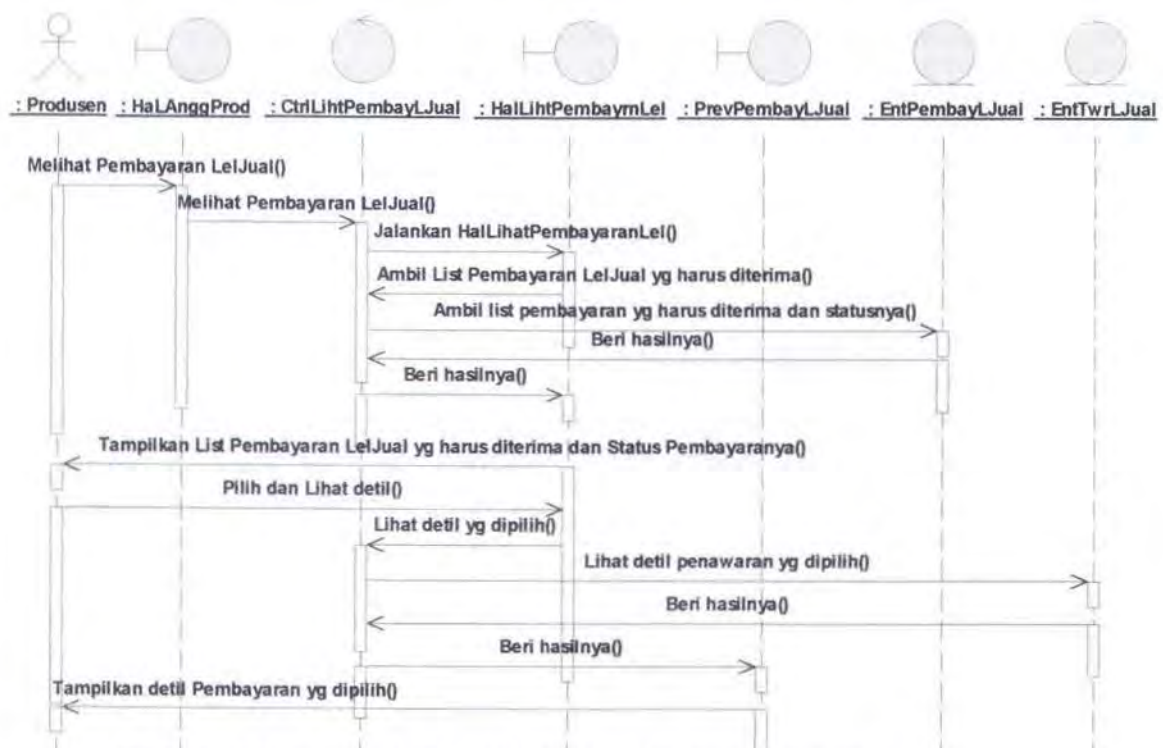 : Produsen : HaLAnggProd : CtrlLihtPembayLJual : HalLihtPembayrnLel : PrevPembayLJual : EntPembayLJual : EntTwrLJual
Melihat Pembayaran LelJual()
Melihat Pembayaran LelJual()
Jalankan HalLihatPembayaranLel()
Ambil List Pembayaran LelJual yg harus diterima()
Ambil list pembayaran yg harus diterima dan statusnya()
Beri hasilnya()
Beri hasilnya()
Tampilkan List Pembayaran LelJual yg harus diterima dan Status Pembayaranya()
Pilih dan Lihat detil()
Lihat detil yg dipilih()
Lihat detil penawaran yg dipilih()
Beri hasilnya()
Beri hasilnya()
Tampilkan detil Pembayaran yg dipilih()